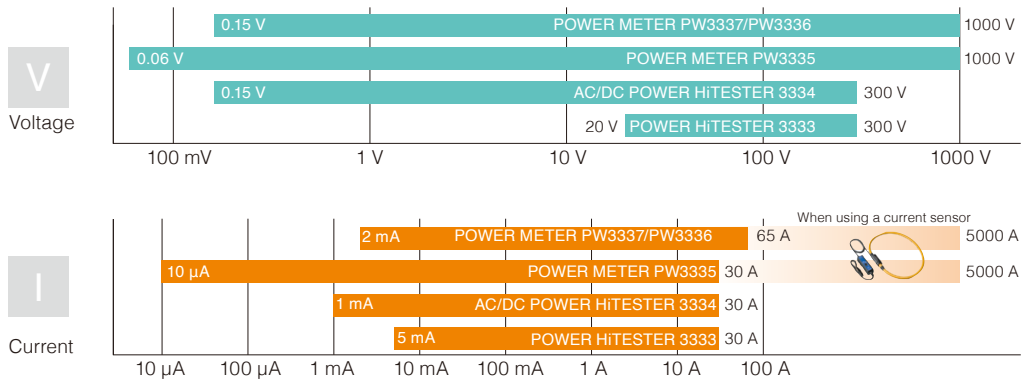 0.15 V POWER METER PW3337/PW3336 1000 V
0.06 V POWER METER PW3335 1000 V
V
0.15 V AC/DC POWER HiTESTER 3334 300 V
Voltage
20 V POWER HiTESTER 3333 300 V
100 mV 1 V 10 V 100 V 1000 V
When using a current sensor
2 mA POWER METER PW3337/PW3336 65 A 5000 A
10 µA POWER METER PW3335 30 A 5000 A
I
1 mA AC/DC POWER HiTESTER 3334 30 A
5 mA POWER HiTESTER 3333 30 A
Current
10 µA 100 µA 1 mA 10 mA 100 mA 1 A 10 A 100 A